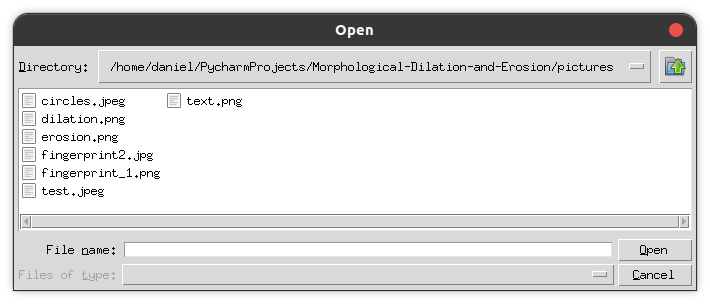 Open
Directory: /home/daniel/PycharmProjects/Morphological-Dilation-and-Erosion/pictures
circles.jpeg text.png
dilation.png
erosion.png
fingerprint2.jpg
fingerprint_1.png
test.jpeg
File name: Open
Files of type: Cancel